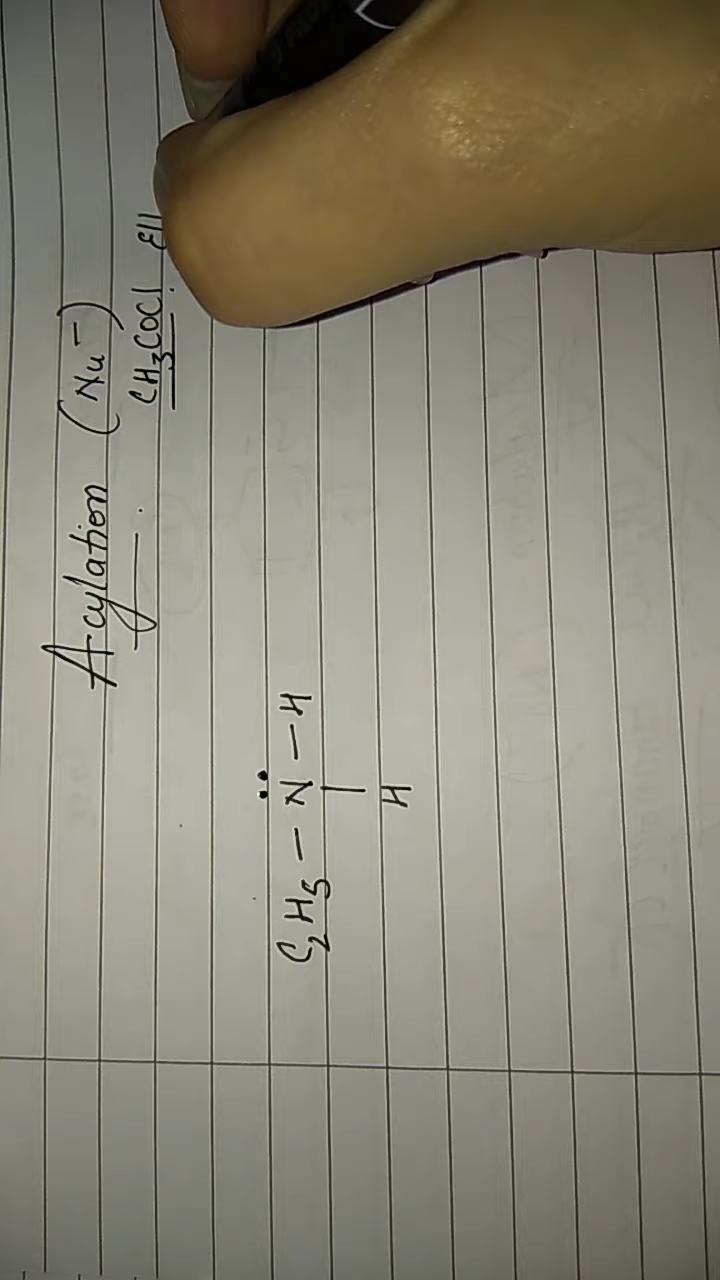 Acylation (Nu⁻)
CH₃COCl
C₂H₅ — N̈ — H
|
H